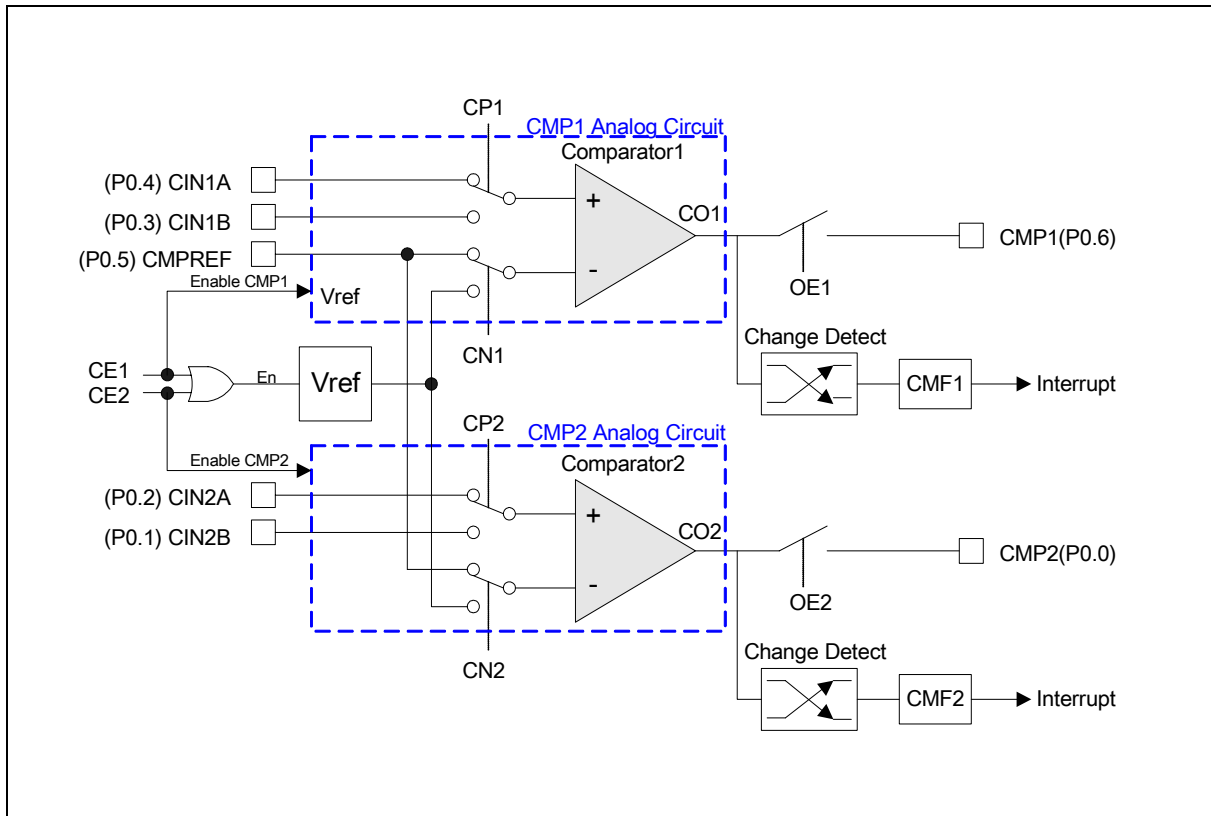 CP1
CMP1 Analog Circuit
Comparator1
(P0.4) CIN1A
+
CO1
(P0.3) CIN1B
CMP1(P0.6)
(P0.5) CMPREF
-
Enable CMP1
Vref
OE1
Change Detect
CN1
CE1
CE2
En
Vref
CMF1
Interrupt
CP2
CMP2 Analog Circuit
Enable CMP2
Comparator2
(P0.2) CIN2A
+
CO2
(P0.1) CIN2B
CMP2(P0.0)
-
OE2
Change Detect
CN2
CMF2
Interrupt